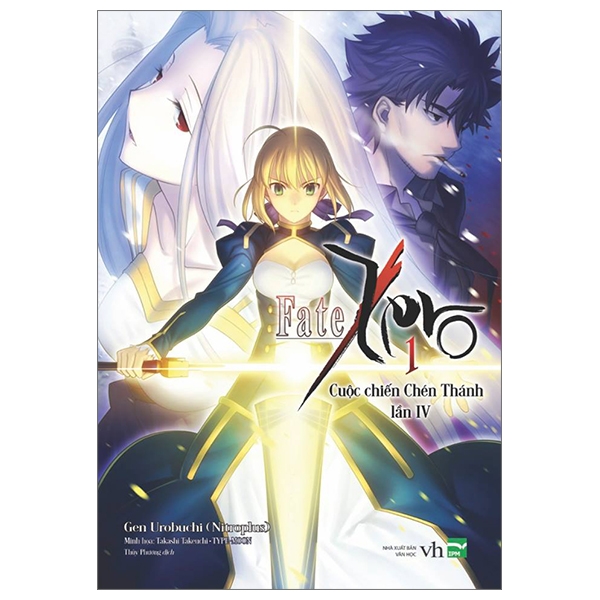 Fate/Zero
1
Cuộc chiến Chén Thánh
lần IV
Gen Urobuchi (Nitroplus)
Minh họa: Takashi Takeuchi - TYPE-MOON
Thủy Phương dịch
NHÀ XUẤT BẢN
VĂN HỌC
vh
IPM